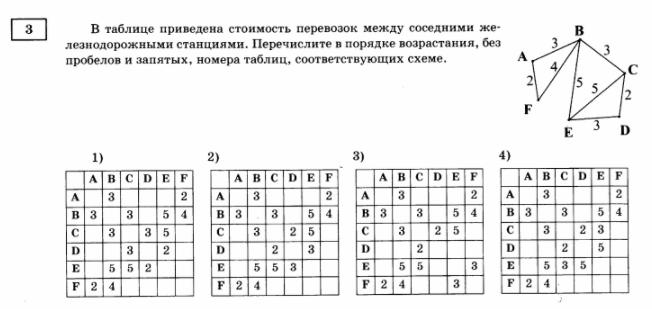 3
В таблице приведена стоимость перевозок между соседними же-
лезнодорожными станциями. Перечислите в порядке возрастания, без
пробелов и запятых, номера таблиц, соответствующих схеме.
B
3
3
A
4
C
2
5
5
2
F
E
3
D
1)
A B C D E F
A 3 2
B 3 3 5 4
C 3 3 5
D 3 2
E 5 5 2
F 2 4
2)
A B C D E F
A 3 2
B 3 3 5 4
C 3 2 5
D 2 3
E 5 5 3
F 2 4
3)
A B C D E F
A 3 2
B 3 3 5 4
C 3 2 5
D 2
E 5 5 3
F 2 4 3
4)
A B C D E F
A 3 2
B 3 3 5 4
C 3 2 3
D 2 5
E 5 3 5
F 2 4